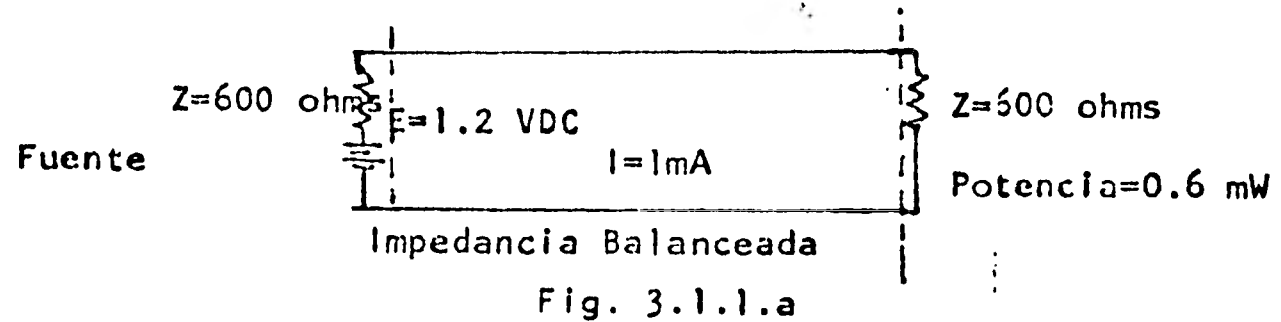 Z=600 ohms
E=1.2 VDC
Fuente
I=1mA
Z=600 ohms
Potencia=0.6 mW
Impedancia Balanceada
Fig. 3.1.1.a